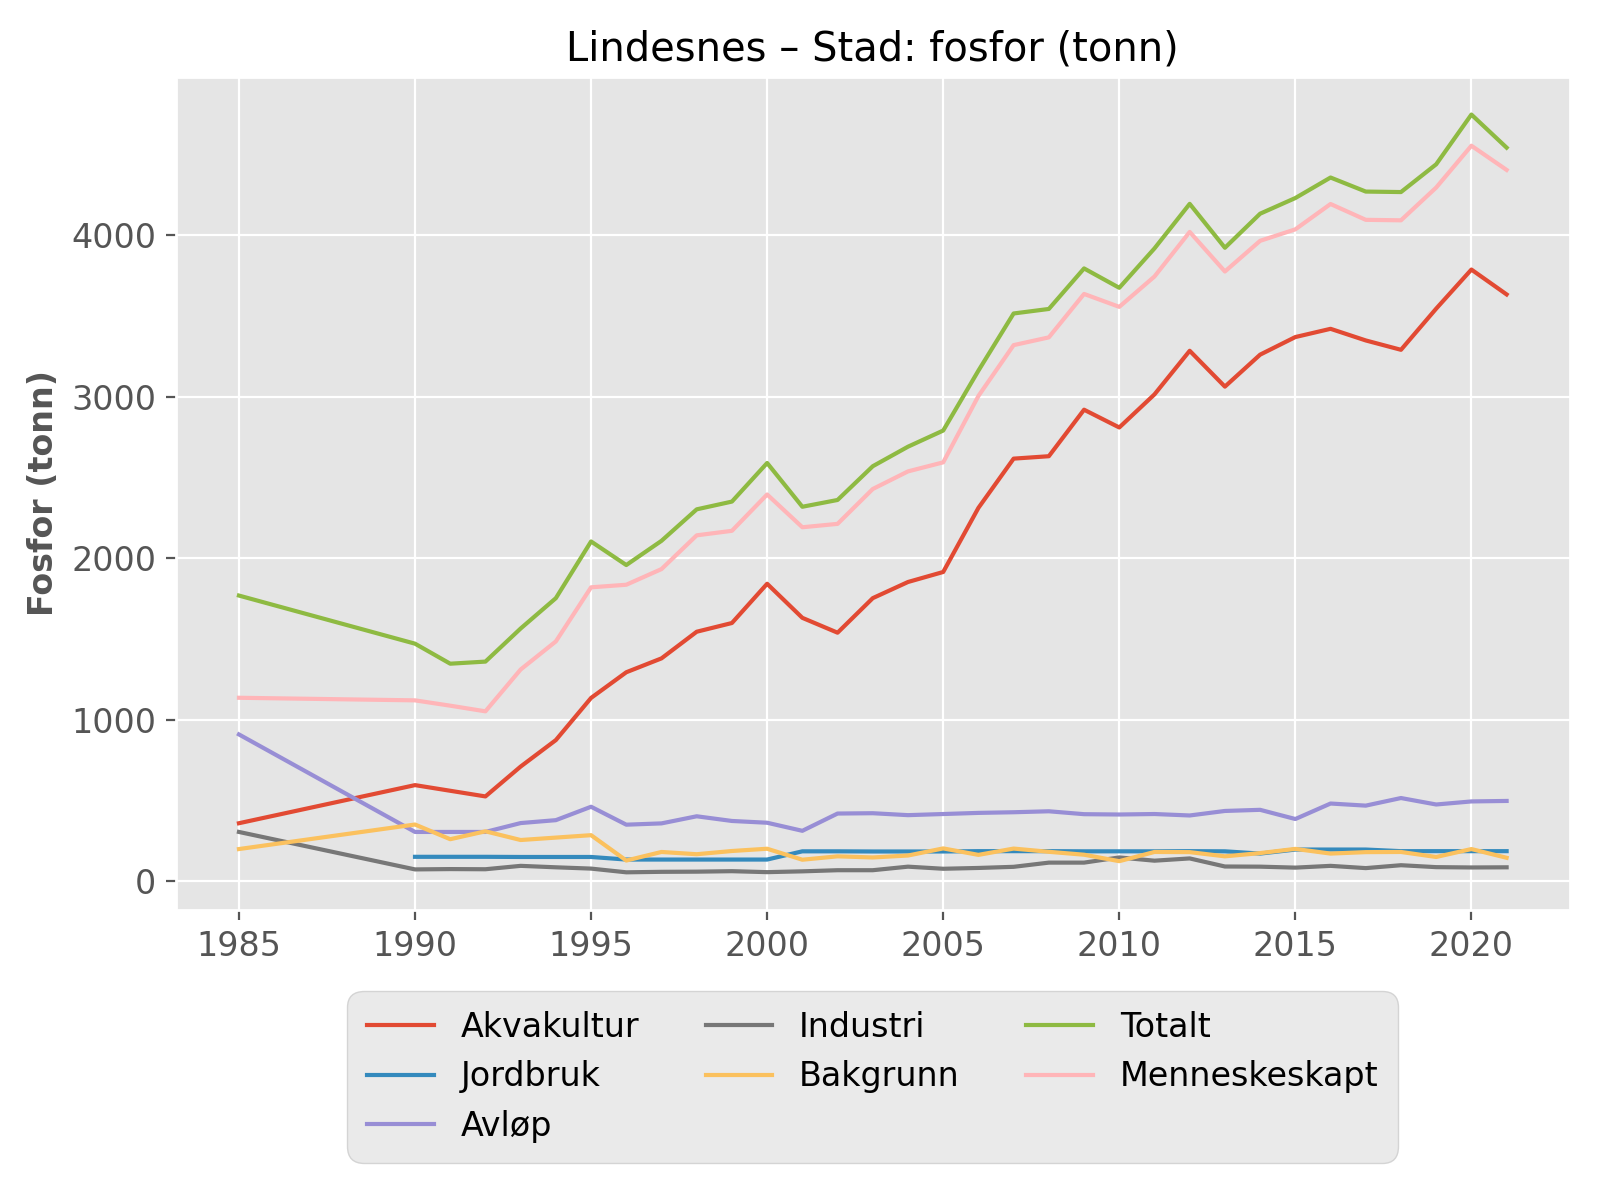 Lindesnes – Stad: fosfor (tonn)
Fosfor (tonn)
4000
3000
2000
1000
0
1985 1990 1995 2000 2005 2010 2015 2020
Akvakultur Industri Totalt
Jordbruk Bakgrunn Menneskeskapt
Avløp